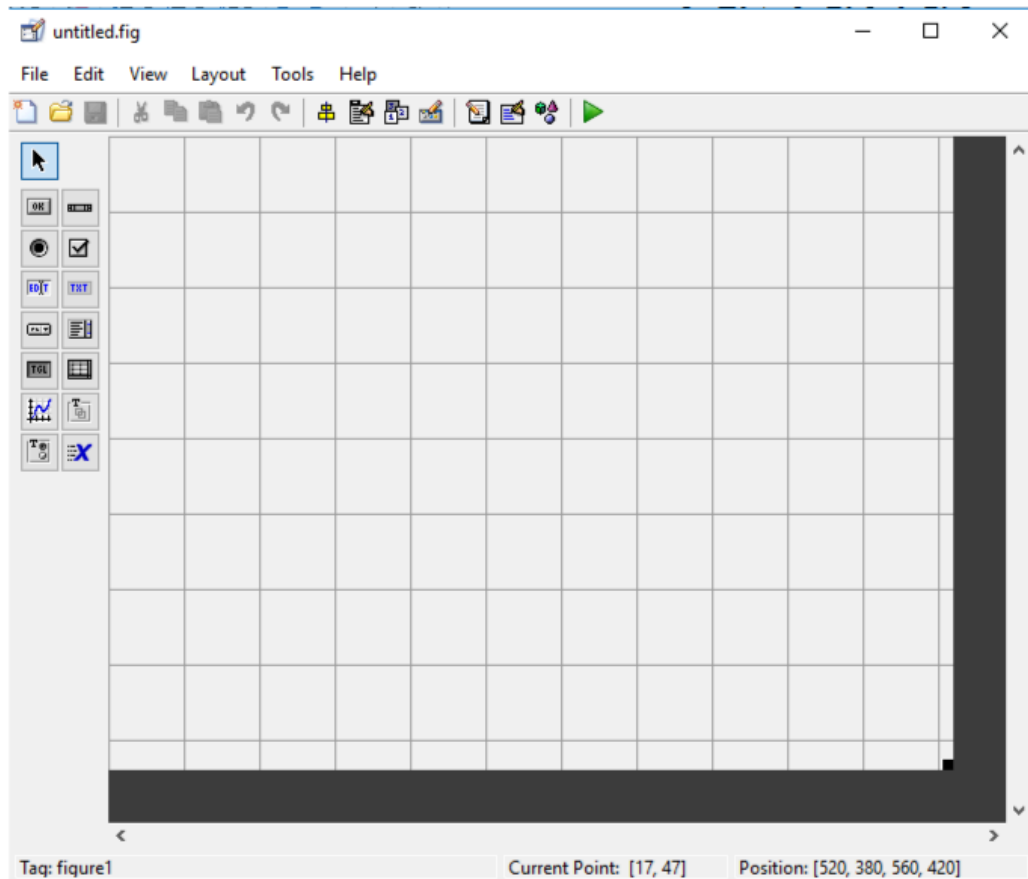 untitled.fig
File Edit View Layout Tools Help
OK
EDIT TXT
TGL
T
T
X
Tag: figure1 Current Point: [17, 47] Position: [520, 380, 560, 420]